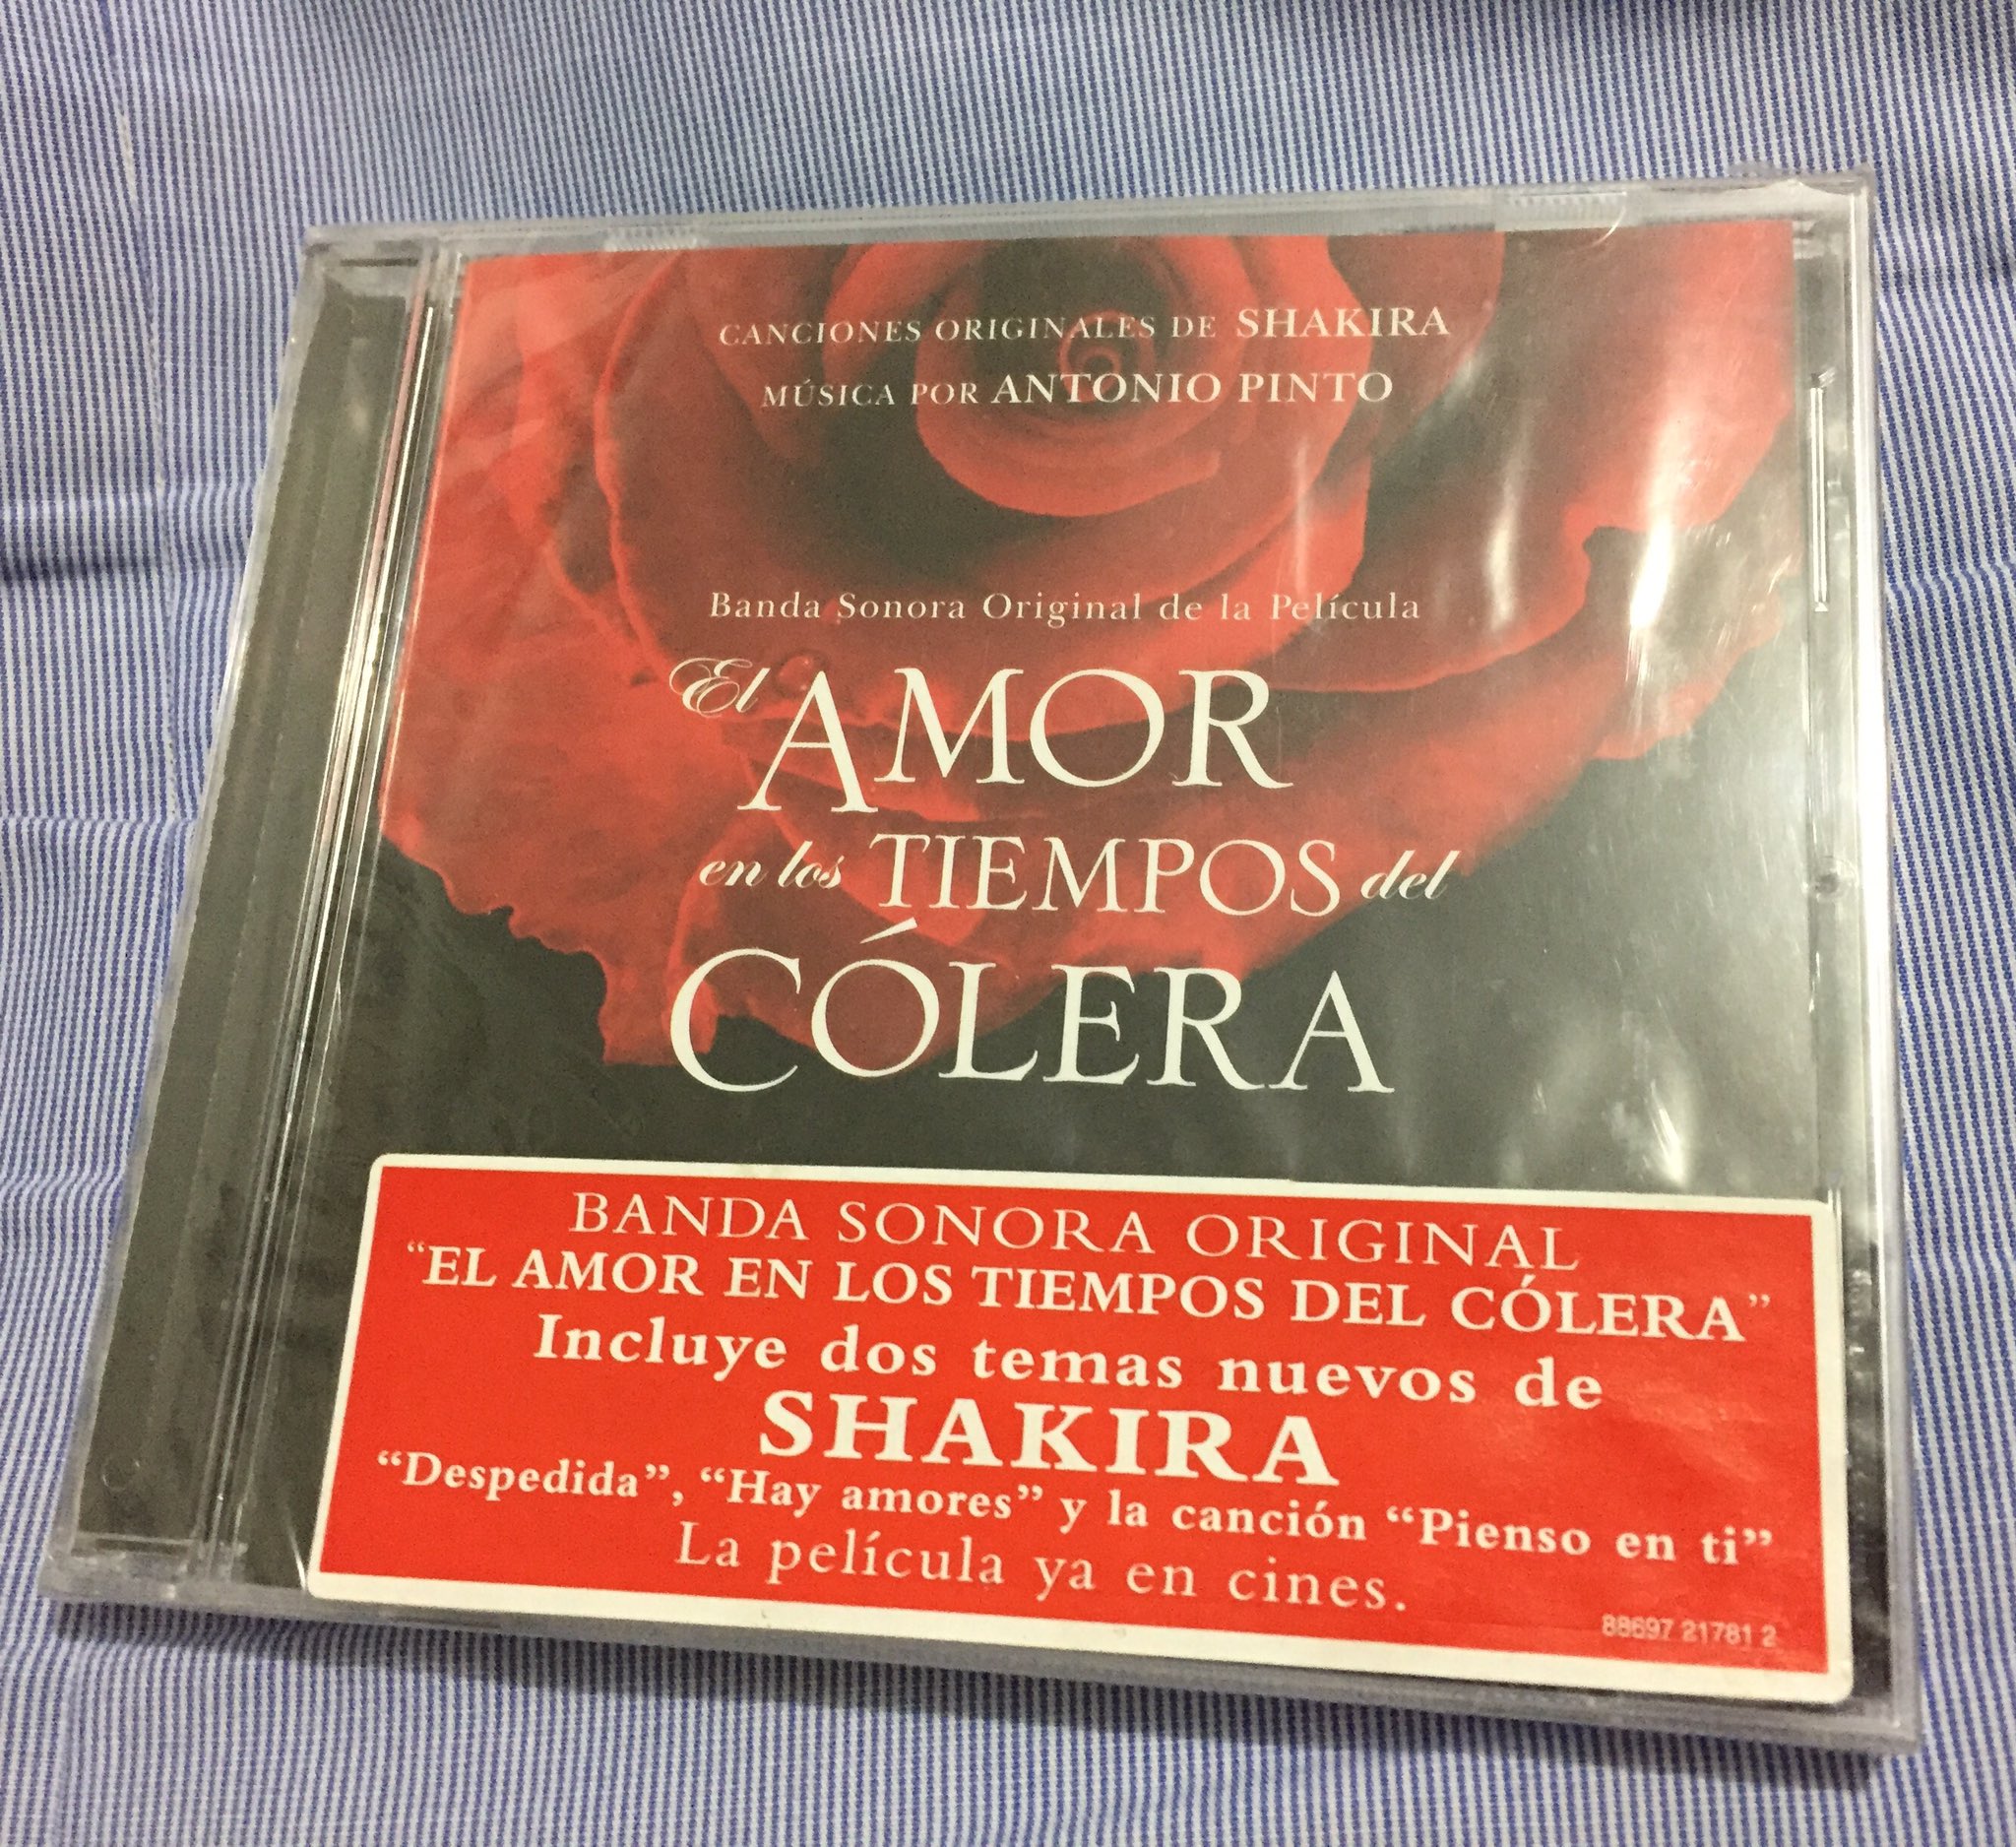 CANCIONES ORIGINALES DE SHAKIRA
MÚSICA POR ANTONIO PINTO
Banda Sonora Original de la Película
El AMOR
en los TIEMPOS del
CÓLERA
BANDA SONORA ORIGINAL
“EL AMOR EN LOS TIEMPOS DEL CÓLERA”
Incluye dos temas nuevos de
SHAKIRA
“Despedida”, “Hay amores” y la canción “Pienso en ti”
La película ya en cines.
88697 21781 2